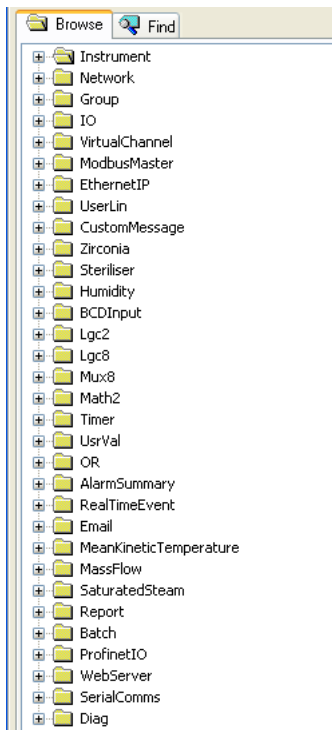 Browse Find
Instrument
Network
Group
IO
VirtualChannel
ModbusMaster
EthernetIP
UserLin
CustomMessage
Zirconia
Steriliser
Humidity
BCDInput
Lgc2
Lgc8
Mux8
Math2
Timer
UsrVal
OR
AlarmSummary
RealTimeEvent
Email
MeanKineticTemperature
MassFlow
SaturatedSteam
Report
Batch
ProfinetIO
WebServer
SerialComms
Diag